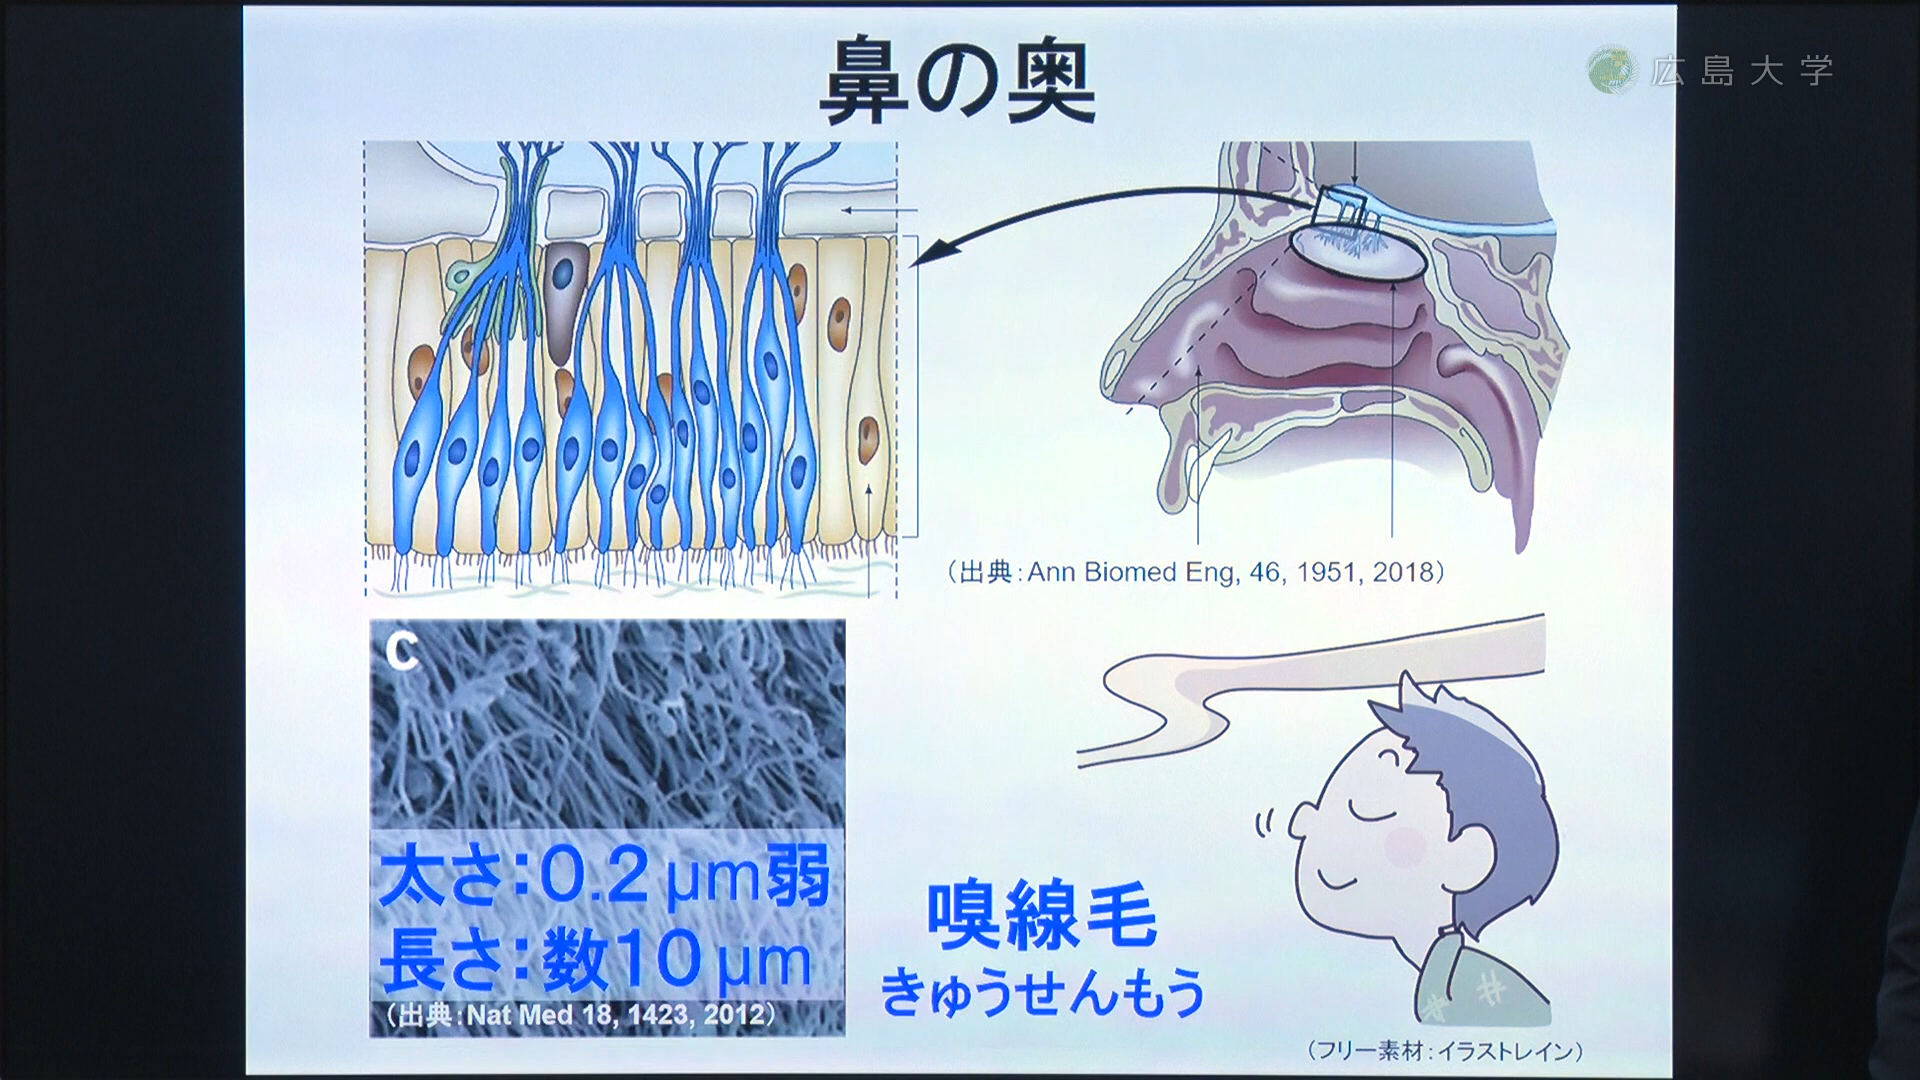 鼻の奥
広島大学
（出典：Ann Biomed Eng, 46, 1951, 2018）
C
太さ：0.2μm弱
長さ：数10μm
（出典：Nat Med 18, 1423, 2012）
嗅線毛
きゅうせんもう
（フリー素材：イラストレイン）